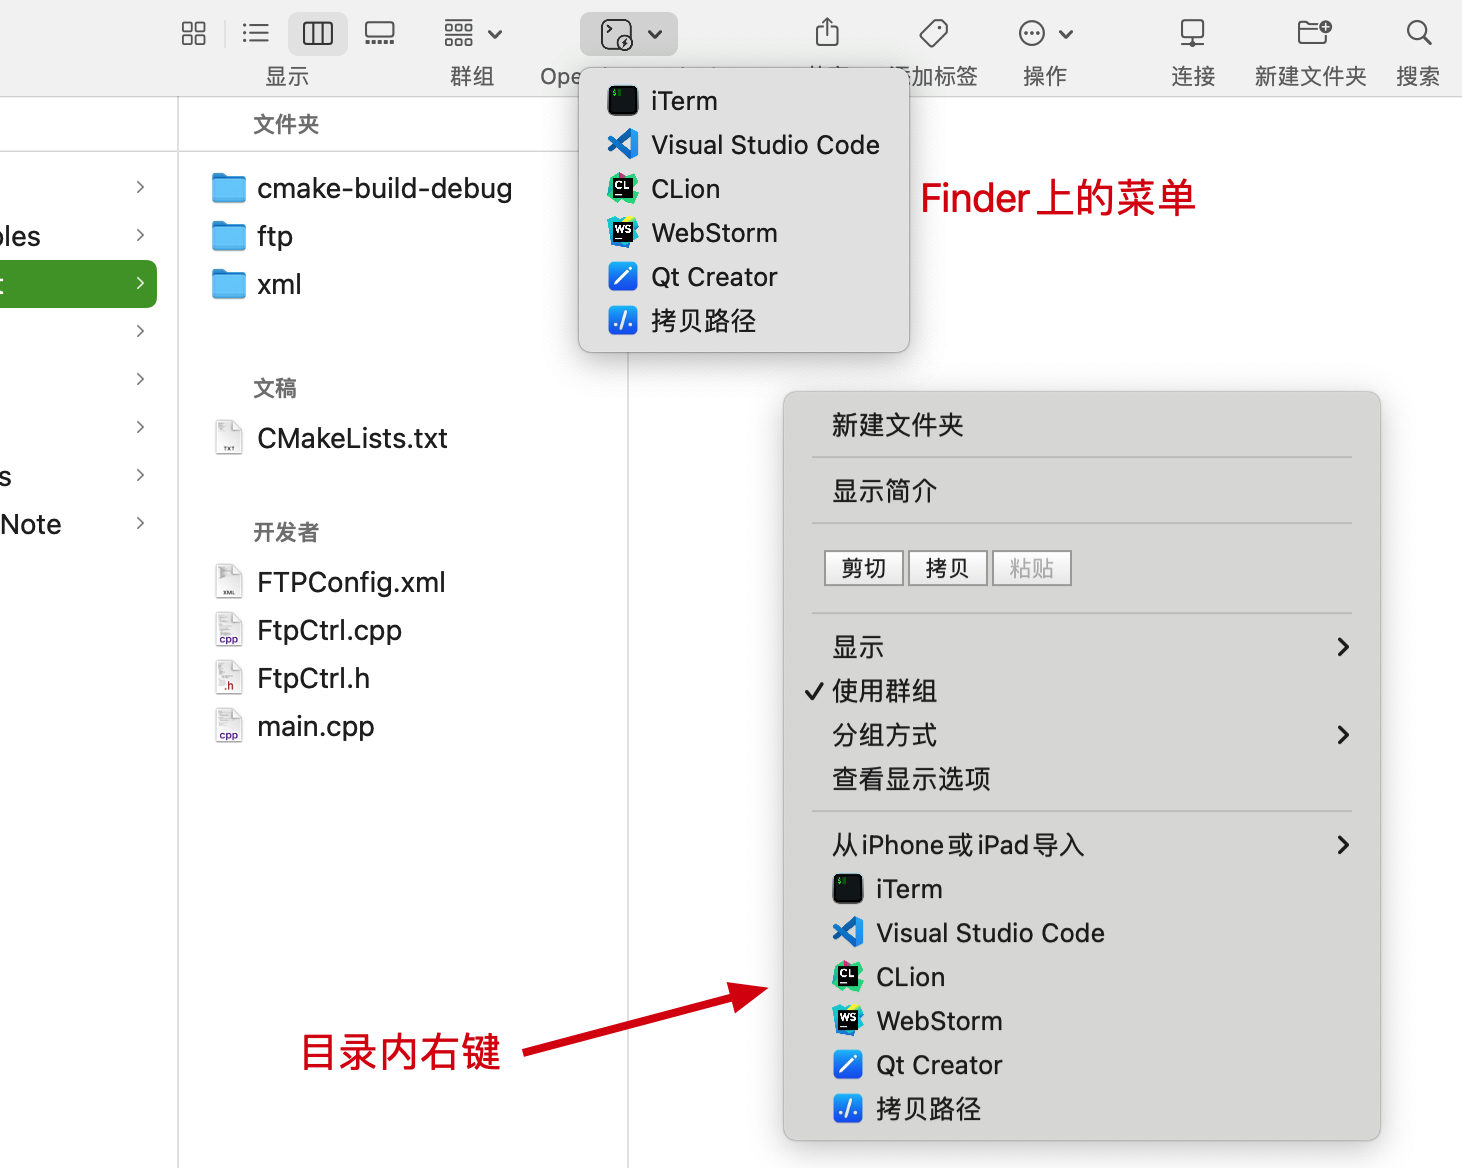 显示
群组
Ope
添加标签
操作
连接
新建文件夹
搜索
iTerm
Visual Studio Code
CLion
WebStorm
Qt Creator
拷贝路径
Finder 上的菜单
les
t
s
Note
文件夹
cmake-build-debug
ftp
xml
文稿
CMakeLists.txt
开发者
FTPConfig.xml
FtpCtrl.cpp
FtpCtrl.h
main.cpp
新建文件夹
显示简介
剪切 拷贝 粘贴
显示
使用群组
分组方式
查看显示选项
从iPhone或iPad导入
iTerm
Visual Studio Code
CLion
WebStorm
Qt Creator
拷贝路径
目录内右键